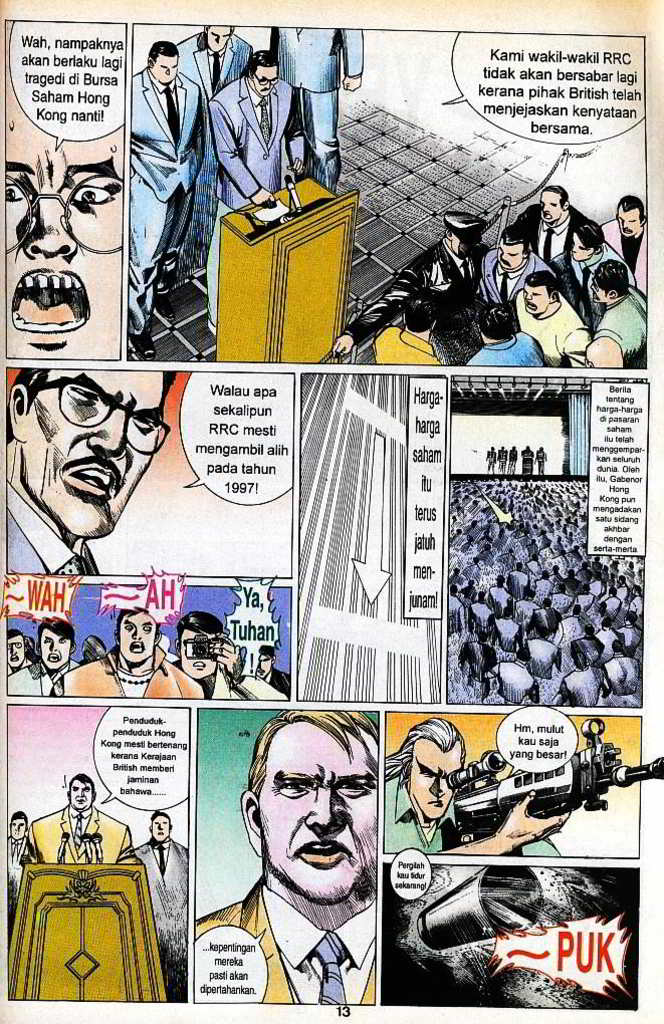 Wah, nampaknya
akan berlaku lagi
tragedi di Bursa
Saham Hong
Kong nanti!
Kami wakil-wakil RRC
tidak akan bersabar lagi
kerana pihak British telah
menjejaskan kenyataan
bersama.
Walau apa
sekalipun
RRC mesti
mengambil alih
pada tahun
1997!
~ WAH
~ AH
Ya,
Tuhan
!
Harga-
harga
saham
itu
terus
jatuh
men-
junam!
Berita
tentang
harga-harga
di pasaran
saham
itu telah
menggempar-
kan seluruh
dunia. Oleh
itu, Gabenor
Hong
Kong pun
mengadakan
satu sidang
akhbar
dengan
serta-merta
Penduduk-
penduduk Hong
Kong mesti bertenang
kerana Kerajaan
British memberi
jaminan
bahawa......
...kepentingan
mereka
pasti akan
dipertahankan.
Hm, mulut
kau saja
yang besar!
Pergilah
kau tidur
sekarang!
~ PUK
13